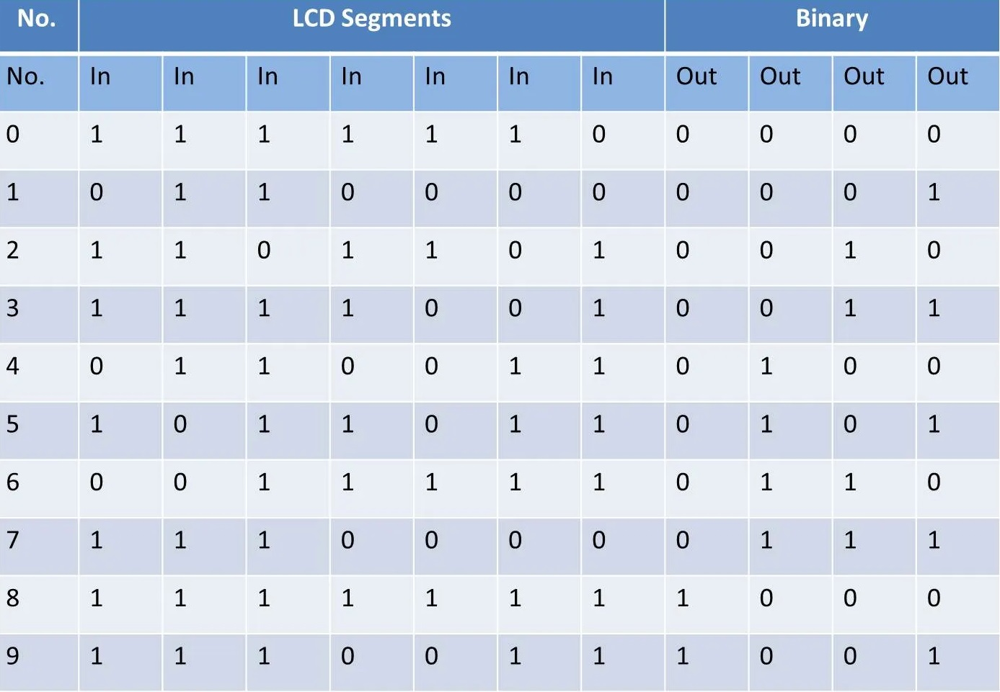 No. LCD Segments Binary
No. In In In In In In In Out Out Out Out
0 1 1 1 1 1 1 0 0 0 0 0
1 0 1 1 0 0 0 0 0 0 0 1
2 1 1 0 1 1 0 1 0 0 1 0
3 1 1 1 1 0 0 1 0 0 1 1
4 0 1 1 0 0 1 1 0 1 0 0
5 1 0 1 1 0 1 1 0 1 0 1
6 0 0 1 1 1 1 1 0 1 1 0
7 1 1 1 0 0 0 0 0 1 1 1
8 1 1 1 1 1 1 1 1 0 0 0
9 1 1 1 0 0 1 1 1 0 0 1